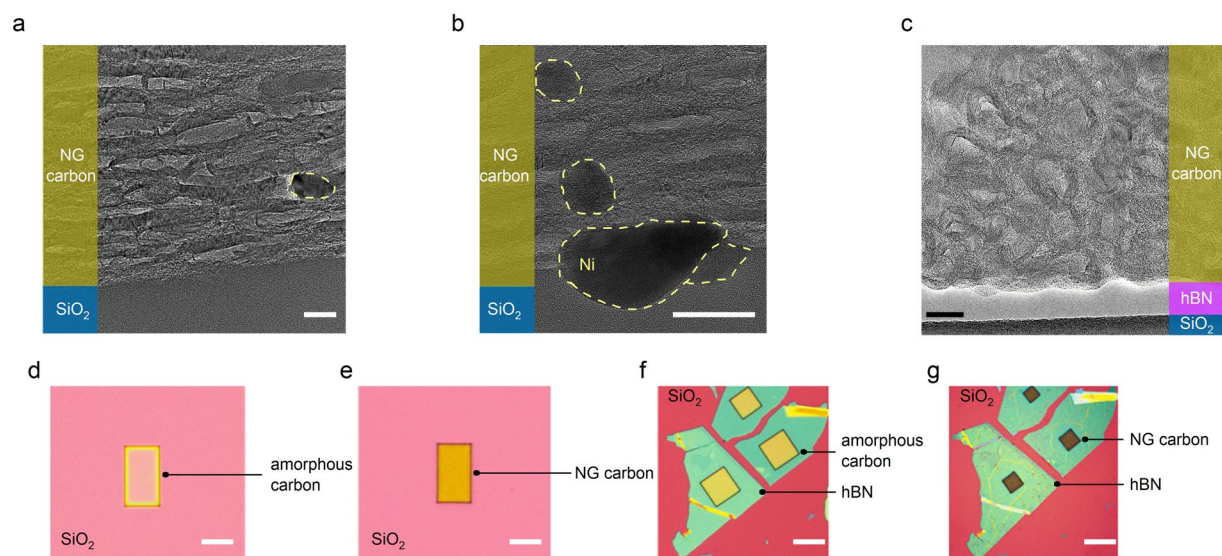 a
b
c
NG
carbon
SiO2
NG
carbon
SiO2
Ni
NG
carbon
hBN
SiO2
d
e
f
g
amorphous
carbon
SiO2
NG carbon
SiO2
SiO2
amorphous
carbon
hBN
SiO2
NG carbon
hBN